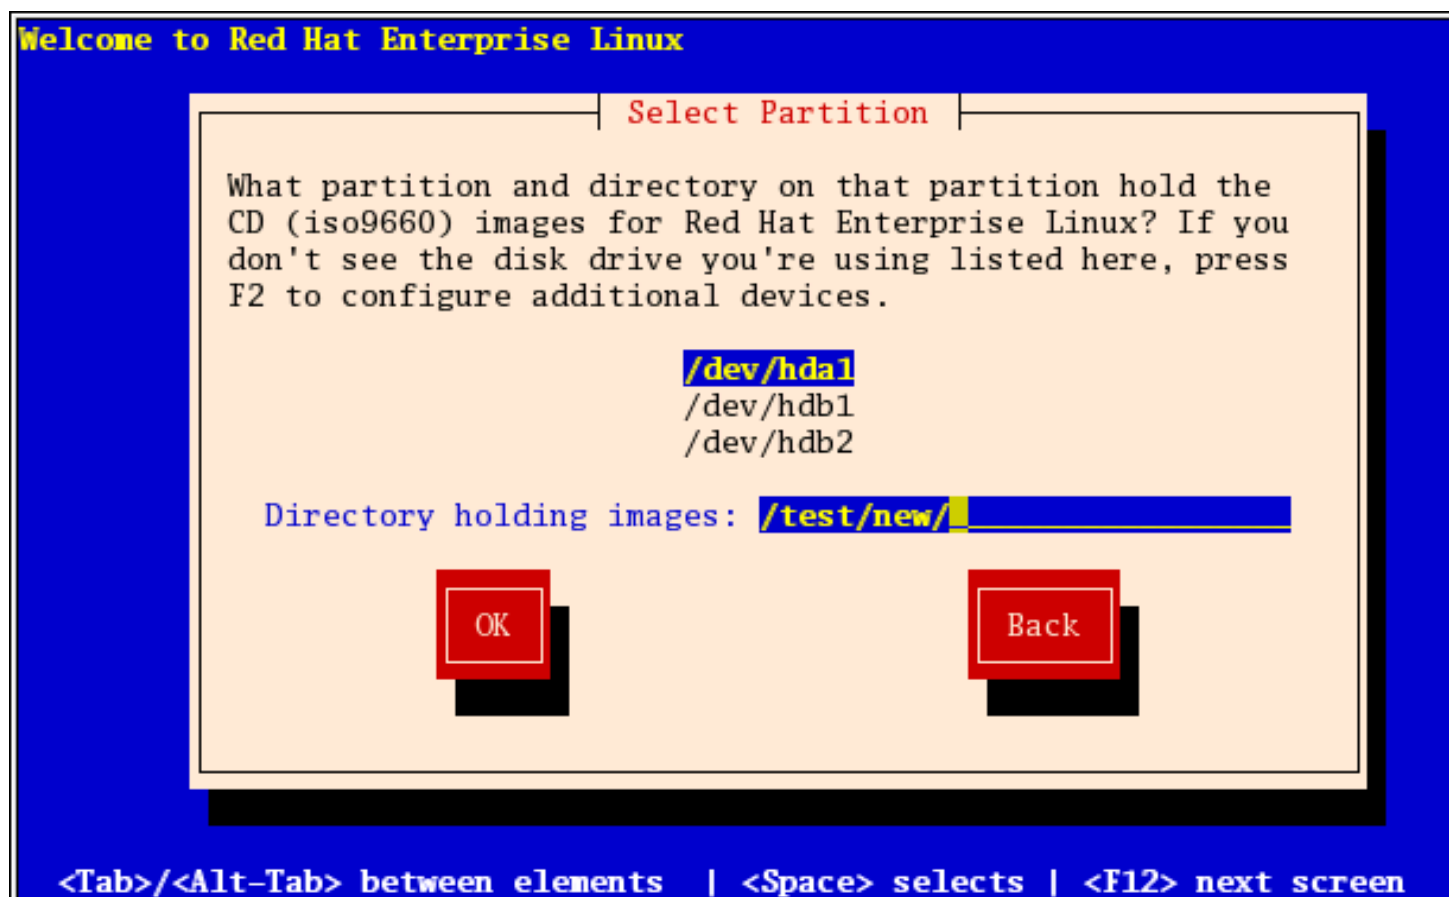 Welcome to Red Hat Enterprise Linux
Select Partition
What partition and directory on that partition hold the
CD (iso9660) images for Red Hat Enterprise Linux? If you
don't see the disk drive you're using listed here, press
F2 to configure additional devices.
/dev/hda1
/dev/hdb1
/dev/hdb2
Directory holding images: /test/new/
OK Back
<Tab>/<Alt-Tab> between elements | <Space> selects | <F12> next screen